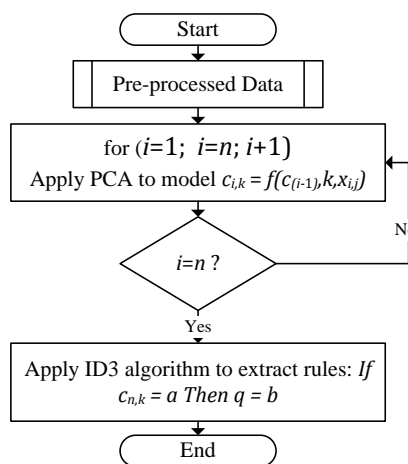 Start
Pre-processed Data
for (i=1; i=n; i+1)
Apply PCA to model c_{i,k} = f(c_{(i-1)},k,x_{i,j})
i=n ?
No
Yes
Apply ID3 algorithm to extract rules: If
c_{n,k} = a Then q = b
End